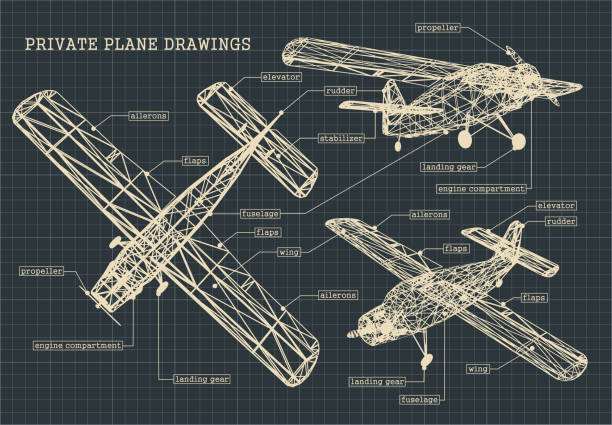 PRIVATE PLANE DRAWINGS
propeller
elevator
rudder
ailerons
stabilizer
flaps
landing gear
engine compartment
elevator
fuselage
ailerons
rudder
flaps
flaps
wing
propeller
ailerons
flaps
engine compartment
wing
landing gear
landing gear
fuselage